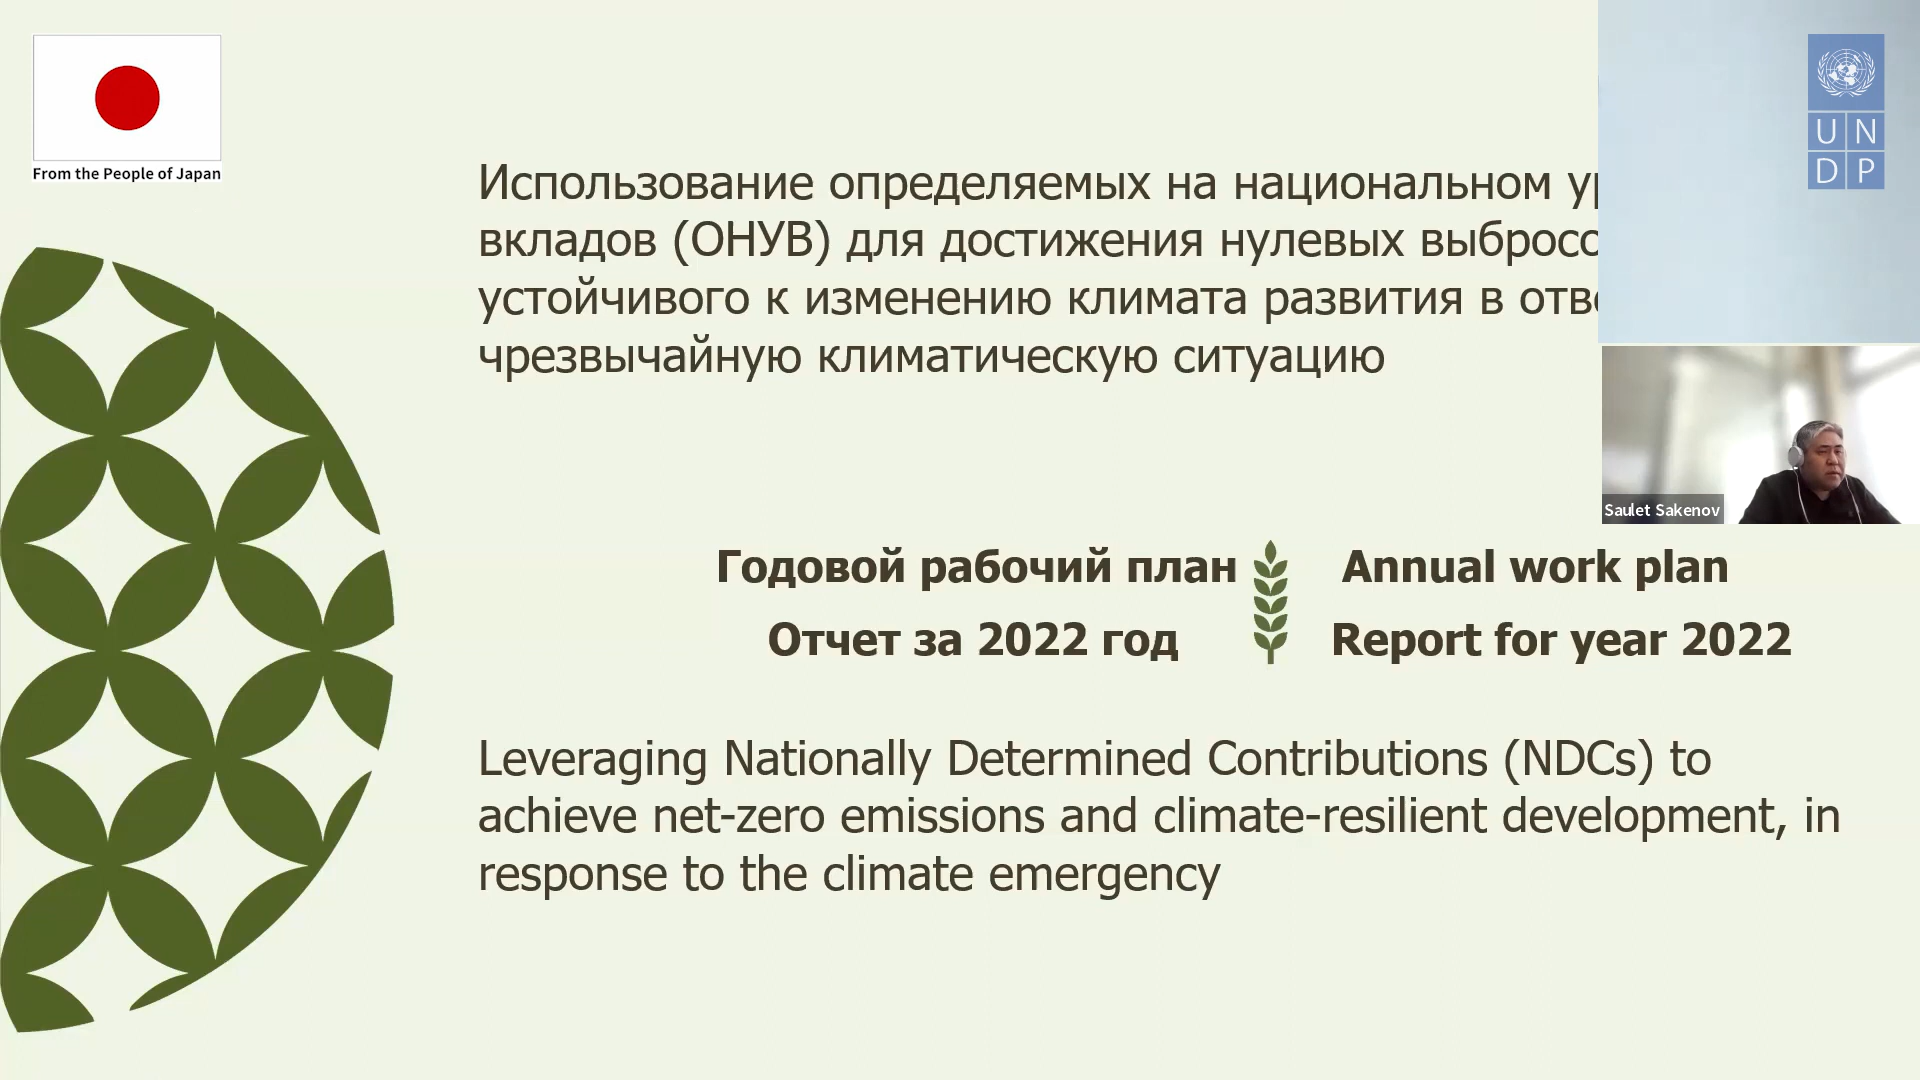 From the People of Japan
U N
D P
Использование определяемых на национальном
вкладов (ОНУВ) для достижения нулевых
устойчивого к изменению климата развития в
чрезвычайную климатическую ситуацию
Saulet Sakenov
Годовой рабочий план
Annual work plan
Отчет за 2022 год
Report for year 2022
Leveraging Nationally Determined Contributions (NDCs) to
achieve net-zero emissions and climate-resilient development, in
response to the climate emergency